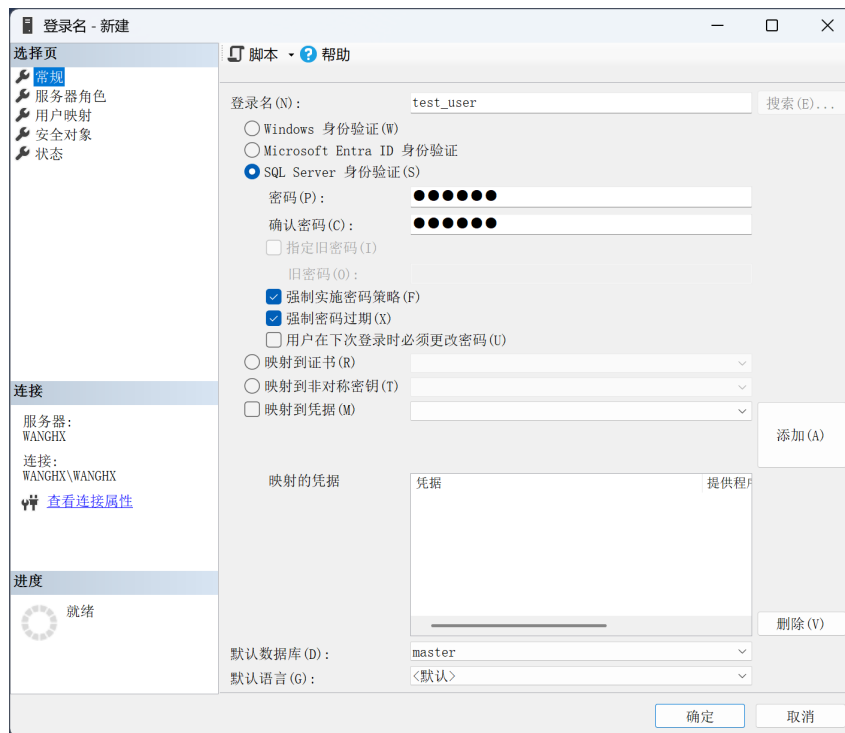 登录名 - 新建
选择页
常规
服务器角色
用户映射
安全对象
状态
连接
服务器:
WANGHX
连接:
WANGHX\WANGHX
查看连接属性
进度
就绪
脚本 帮助
登录名(N): test_user 搜索(E)...
Windows 身份验证(W)
Microsoft Entra ID 身份验证
SQL Server 身份验证(S)
密码(P): ●●●●●●
确认密码(C): ●●●●●●
指定旧密码(I)
旧密码(O):
强制实施密码策略(F)
强制密码过期(X)
用户在下次登录时必须更改密码(U)
映射到证书(R)
映射到非对称密钥(T)
映射到凭据(M)
添加(A)
映射的凭据
凭据 提供程序
删除(V)
默认数据库(D): master
默认语言(G): <默认>
确定 取消